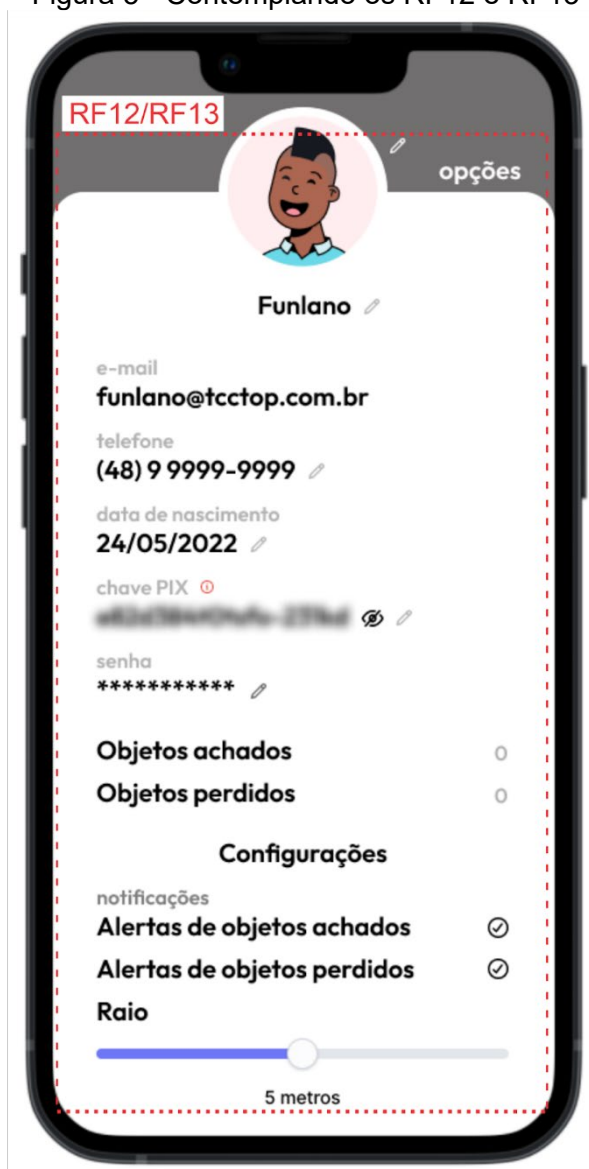 RF12/RF13
opções
Funlano
e-mail
funlano@tcctop.com.br
telefone
(48) 9 9999-9999
data de nascimento
24/05/2022
chave PIX
senha
***********
Objetos achados 0
Objetos perdidos 0
Configurações
notificações
Alertas de objetos achados
Alertas de objetos perdidos
Raio
5 metros